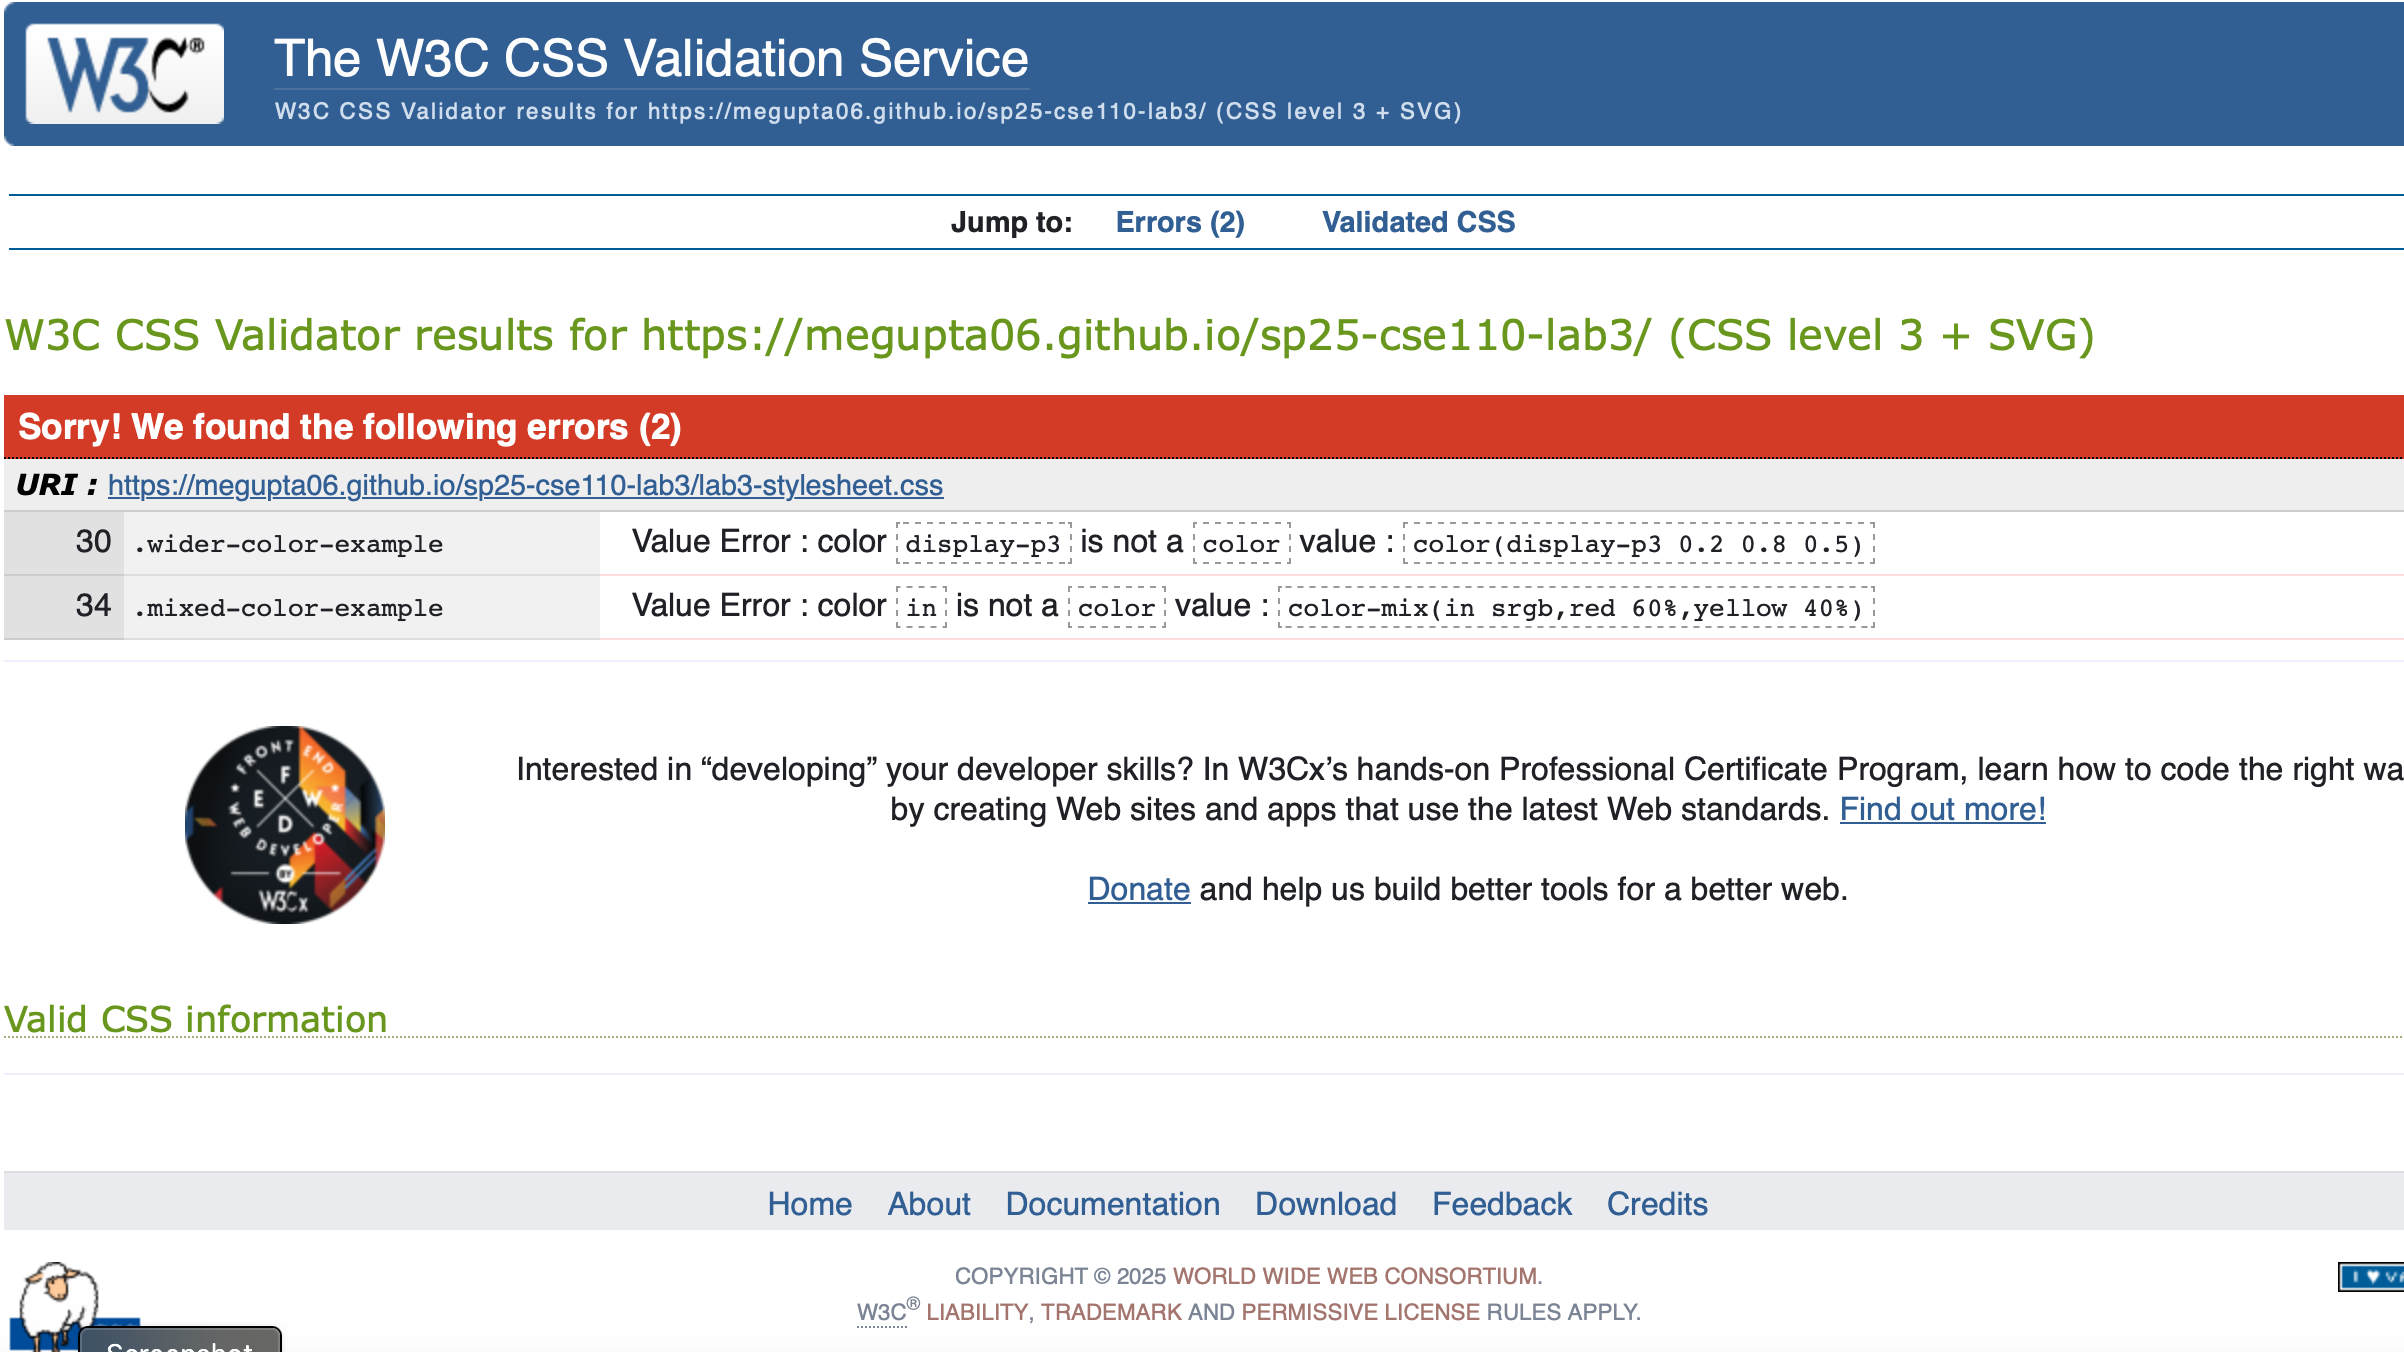 W3C®
The W3C CSS Validation Service
W3C CSS Validator results for https://megupta06.github.io/sp25-cse110-lab3/ (CSS level 3 + SVG)
Jump to: Errors (2) Validated CSS
W3C CSS Validator results for https://megupta06.github.io/sp25-cse110-lab3/ (CSS level 3 + SVG)
Sorry! We found the following errors (2)
URI : https://megupta06.github.io/sp25-cse110-lab3/lab3-stylesheet.css
30 .wider-color-example Value Error : color display-p3 is not a color value : color(display-p3 0.2 0.8 0.5)
34 .mixed-color-example Value Error : color in is not a color value : color-mix(in srgb,red 60%,yellow 40%)
FRONT END
F
E W
D
WEB DEVELOPER
BY
W3Cx
Interested in “developing” your developer skills? In W3Cx’s hands-on Professional Certificate Program, learn how to code the right wa
by creating Web sites and apps that use the latest Web standards. Find out more!
Donate and help us build better tools for a better web.
Valid CSS information
Home About Documentation Download Feedback Credits
COPYRIGHT © 2025 WORLD WIDE WEB CONSORTIUM.
W3C® LIABILITY, TRADEMARK AND PERMISSIVE LICENSE RULES APPLY.
I ♥
Screenshot